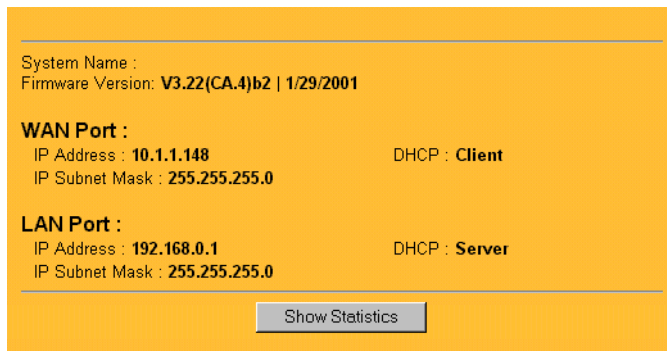 System Name :
Firmware Version: V3.22(CA.4)b2 | 1/29/2001
WAN Port :
IP Address : 10.1.1.148 DHCP : Client
IP Subnet Mask : 255.255.255.0
LAN Port :
IP Address : 192.168.0.1 DHCP : Server
IP Subnet Mask : 255.255.255.0
Show Statistics